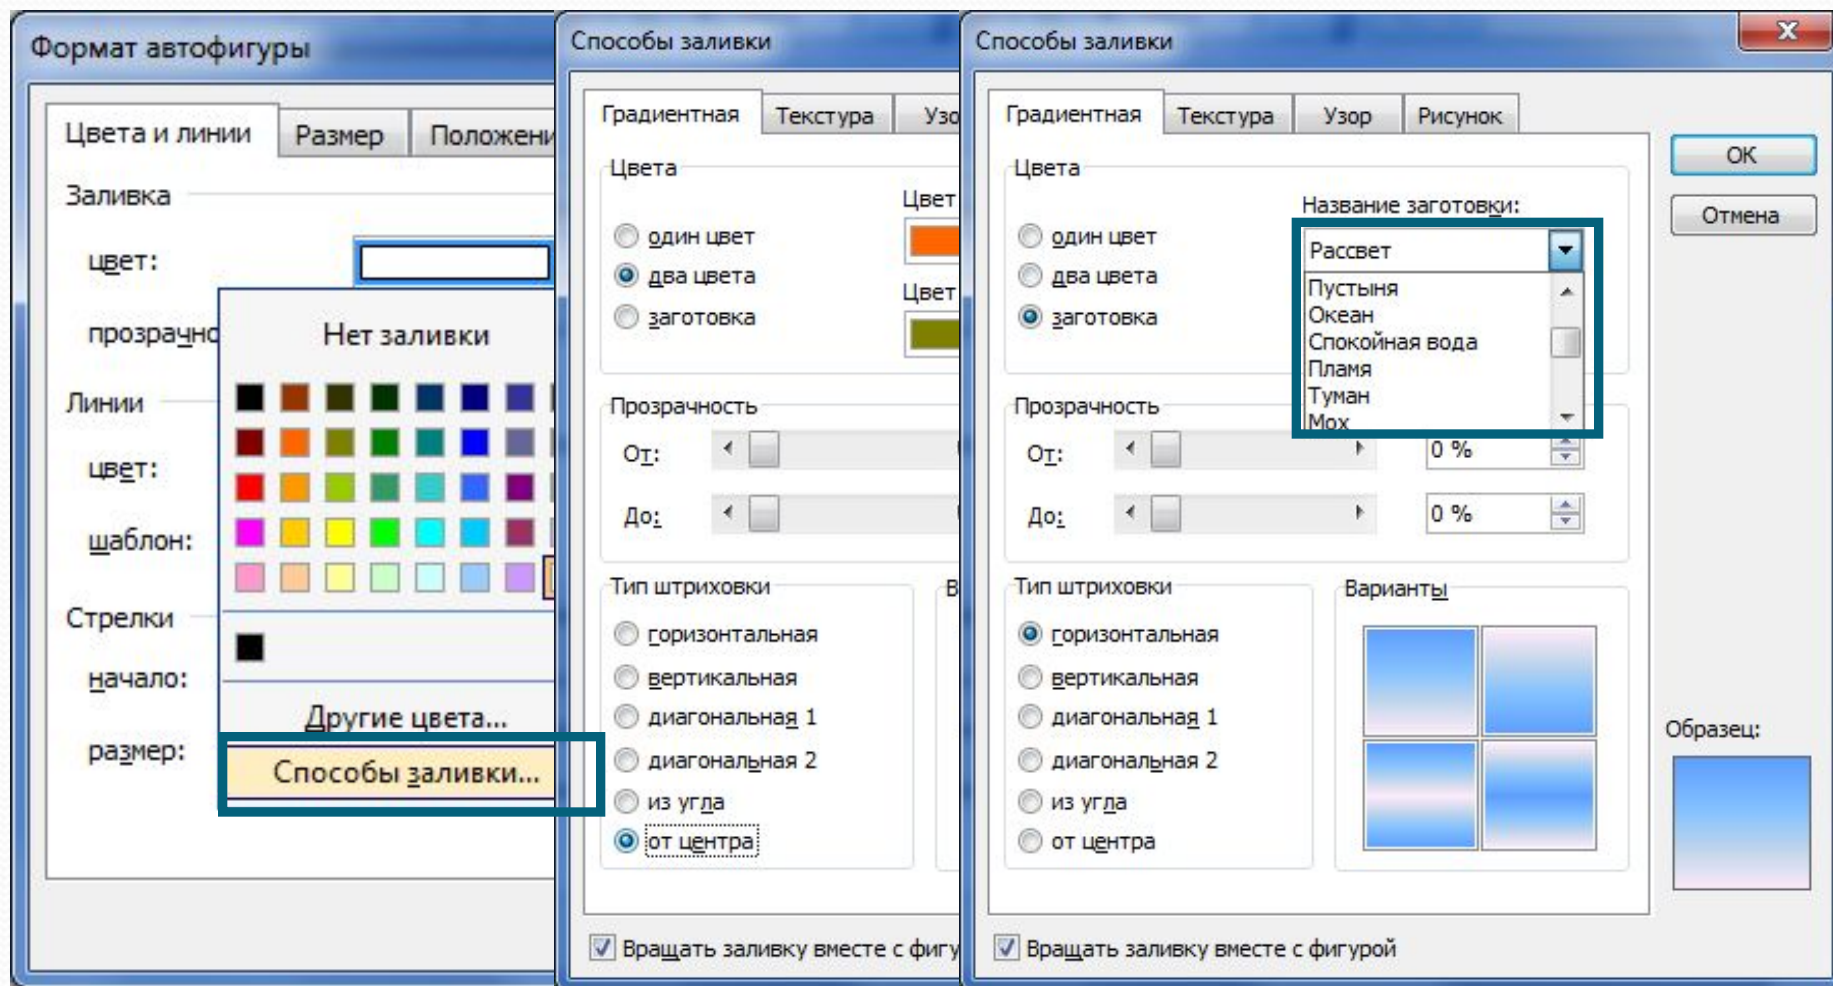 Формат автофигуры
Цвета и линии
Размер
Заливка
цвет:
Нет заливки
Линии
цвет:
шаблон:
Стрелки
начало:
размер:
Другие цвета...
Способы заливки...
Способы заливки
Градиентная
Текстура
Цвета
Цвет
один цвет
два цвета
Цвет
заготовка
Прозрачность
От:
До:
Тип штриховки
горизонтальная
вертикальная
диагональная 1
диагональная 2
из угла
от центра
Вращать заливку вместе с
Способы заливки
Градиентная
Текстура
Узор
Рисунок
ОК
Отмена
Цвета
Название заготовки:
один цвет
два цвета
заготовка
Рассвет
Пустыня
Океан
Спокойная вода
Пламя
Туман
Мох
Прозрачность
От:
0 %
До:
0 %
Тип штриховки
Варианты
горизонтальная
вертикальная
диагональная 1
диагональная 2
из угла
от центра
Образец:
Вращать заливку вместе с фигурой